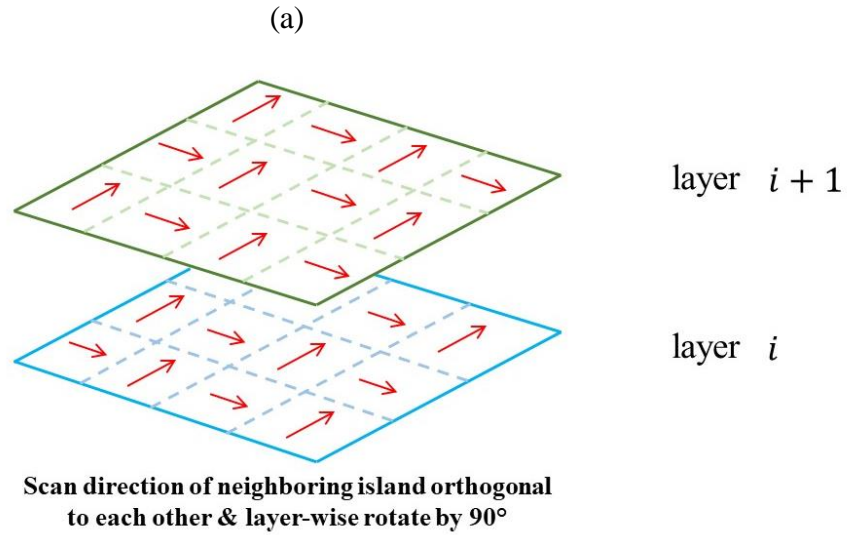 (a)
layer i + 1
layer i
Scan direction of neighboring island orthogonal
to each other & layer-wise rotate by 90°